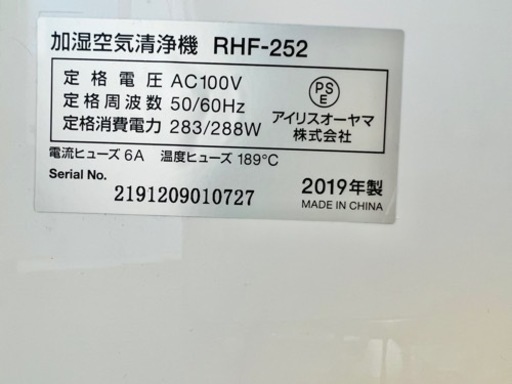 加湿空気清浄機 RHF-252
定格電圧 AC100V
定格周波数 50/60Hz
定格消費電力 283/288W
PS
E
アイリスオーヤマ
株式会社
電流ヒューズ 6A 温度ヒューズ 189℃
Serial No.
2191209010727
2019年製
MADE IN CHINA